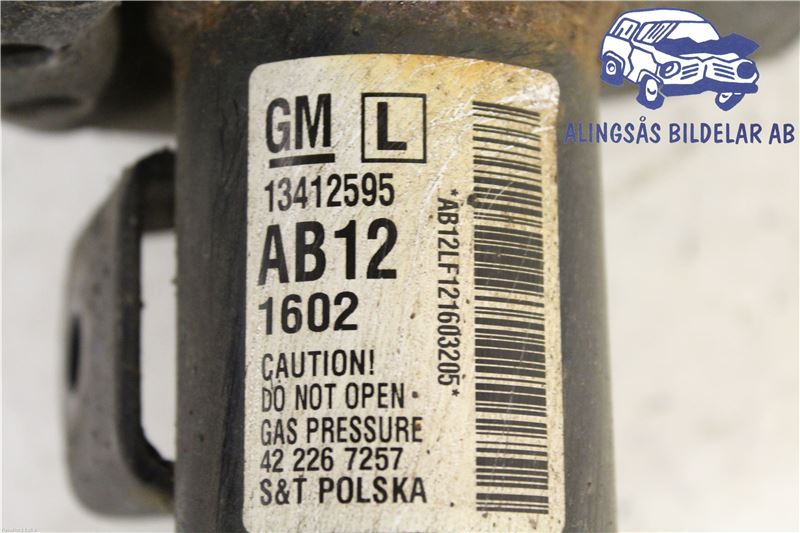 GM L
13412595
AB12
1602
CAUTION!
DO NOT OPEN
GAS PRESSURE
42 226 7257
S&T POLSKA
*AB12LF121603205*
ALINGSÅS BILDELAR AB